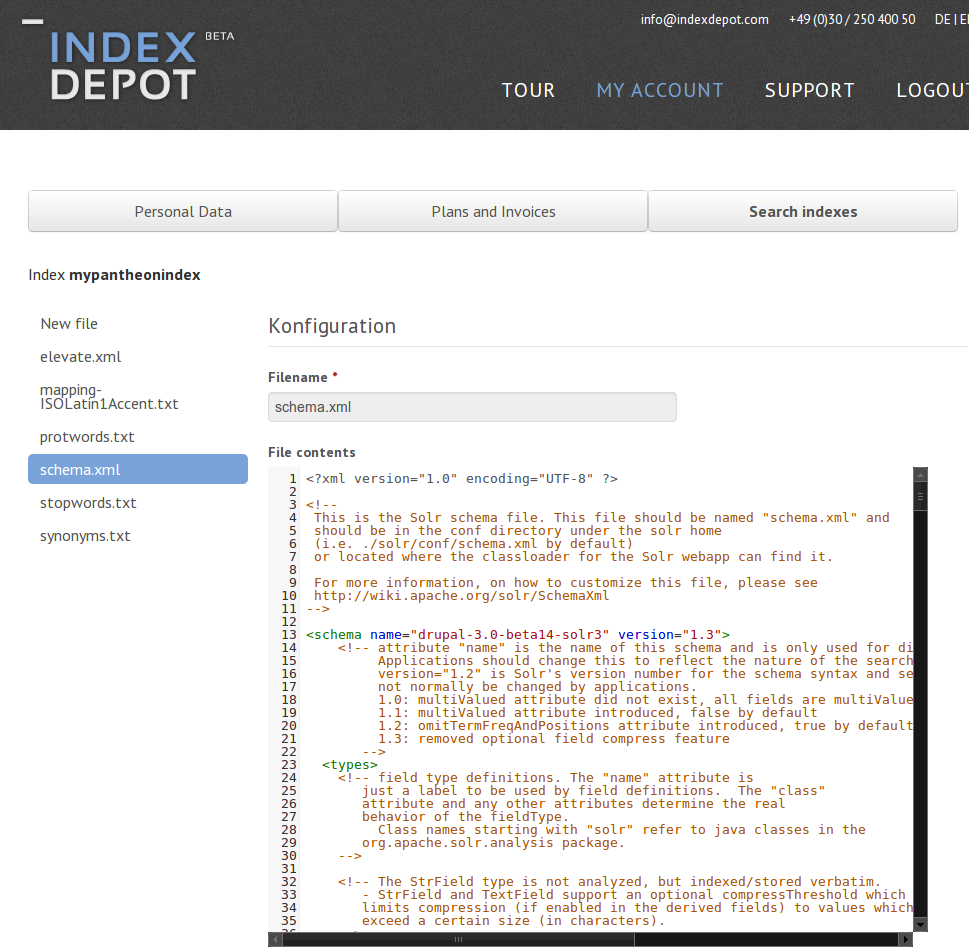 info@indexdepot.com +49 (0)30 / 250 400 50 DE |
INDEX BETA
DEPOT
TOUR MY ACCOUNT SUPPORT LOGOUT
Personal Data Plans and Invoices Search indexes
Index mypantheonindex
New file
elevate.xml
mapping-
ISOLatin1Accent.txt
protwords.txt
schema.xml
stopwords.txt
synonyms.txt
Konfiguration
Filename *
schema.xml
File contents
1 <?xml version="1.0" encoding="UTF-8" ?>
2
3 <!--
4 This is the Solr schema file. This file should be named "schema.xml" and
5 should be in the conf directory under the solr home
6 (i.e. ./solr/conf/schema.xml by default)
7 or located where the classloader for the Solr webapp can find it.
8
9 For more information, on how to customize this file, please see
10 http://wiki.apache.org/solr/SchemaXml
11 -->
12
13 <schema name="drupal-3.0-beta14-solr3" version="1.3">
14 <!-- attribute "name" is the name of this schema and is only used for di
15 Applications should change this to reflect the nature of the search
16 version="1.2" is Solr's version number for the schema syntax and se
17 not normally be changed by applications.
18 1.0: multiValued attribute did not exist, all fields are multiValue
19 1.1: multiValued attribute introduced, false by default
20 1.2: omitTermFreqAndPositions attribute introduced, true by default
21 1.3: removed optional field compress feature
22 -->
23 <types>
24 <!-- field type definitions. The "name" attribute is
25 just a label to be used by field definitions. The "class"
26 attribute and any other attributes determine the real
27 behavior of the fieldType.
28 Class names starting with "solr" refer to java classes in the
29 org.apache.solr.analysis package.
30 -->
31
32 <!-- The StrField type is not analyzed, but indexed/stored verbatim.
33 - StrField and TextField support an optional compressThreshold which
34 limits compression (if enabled in the derived fields) to values which
35 exceed a certain size (in characters).